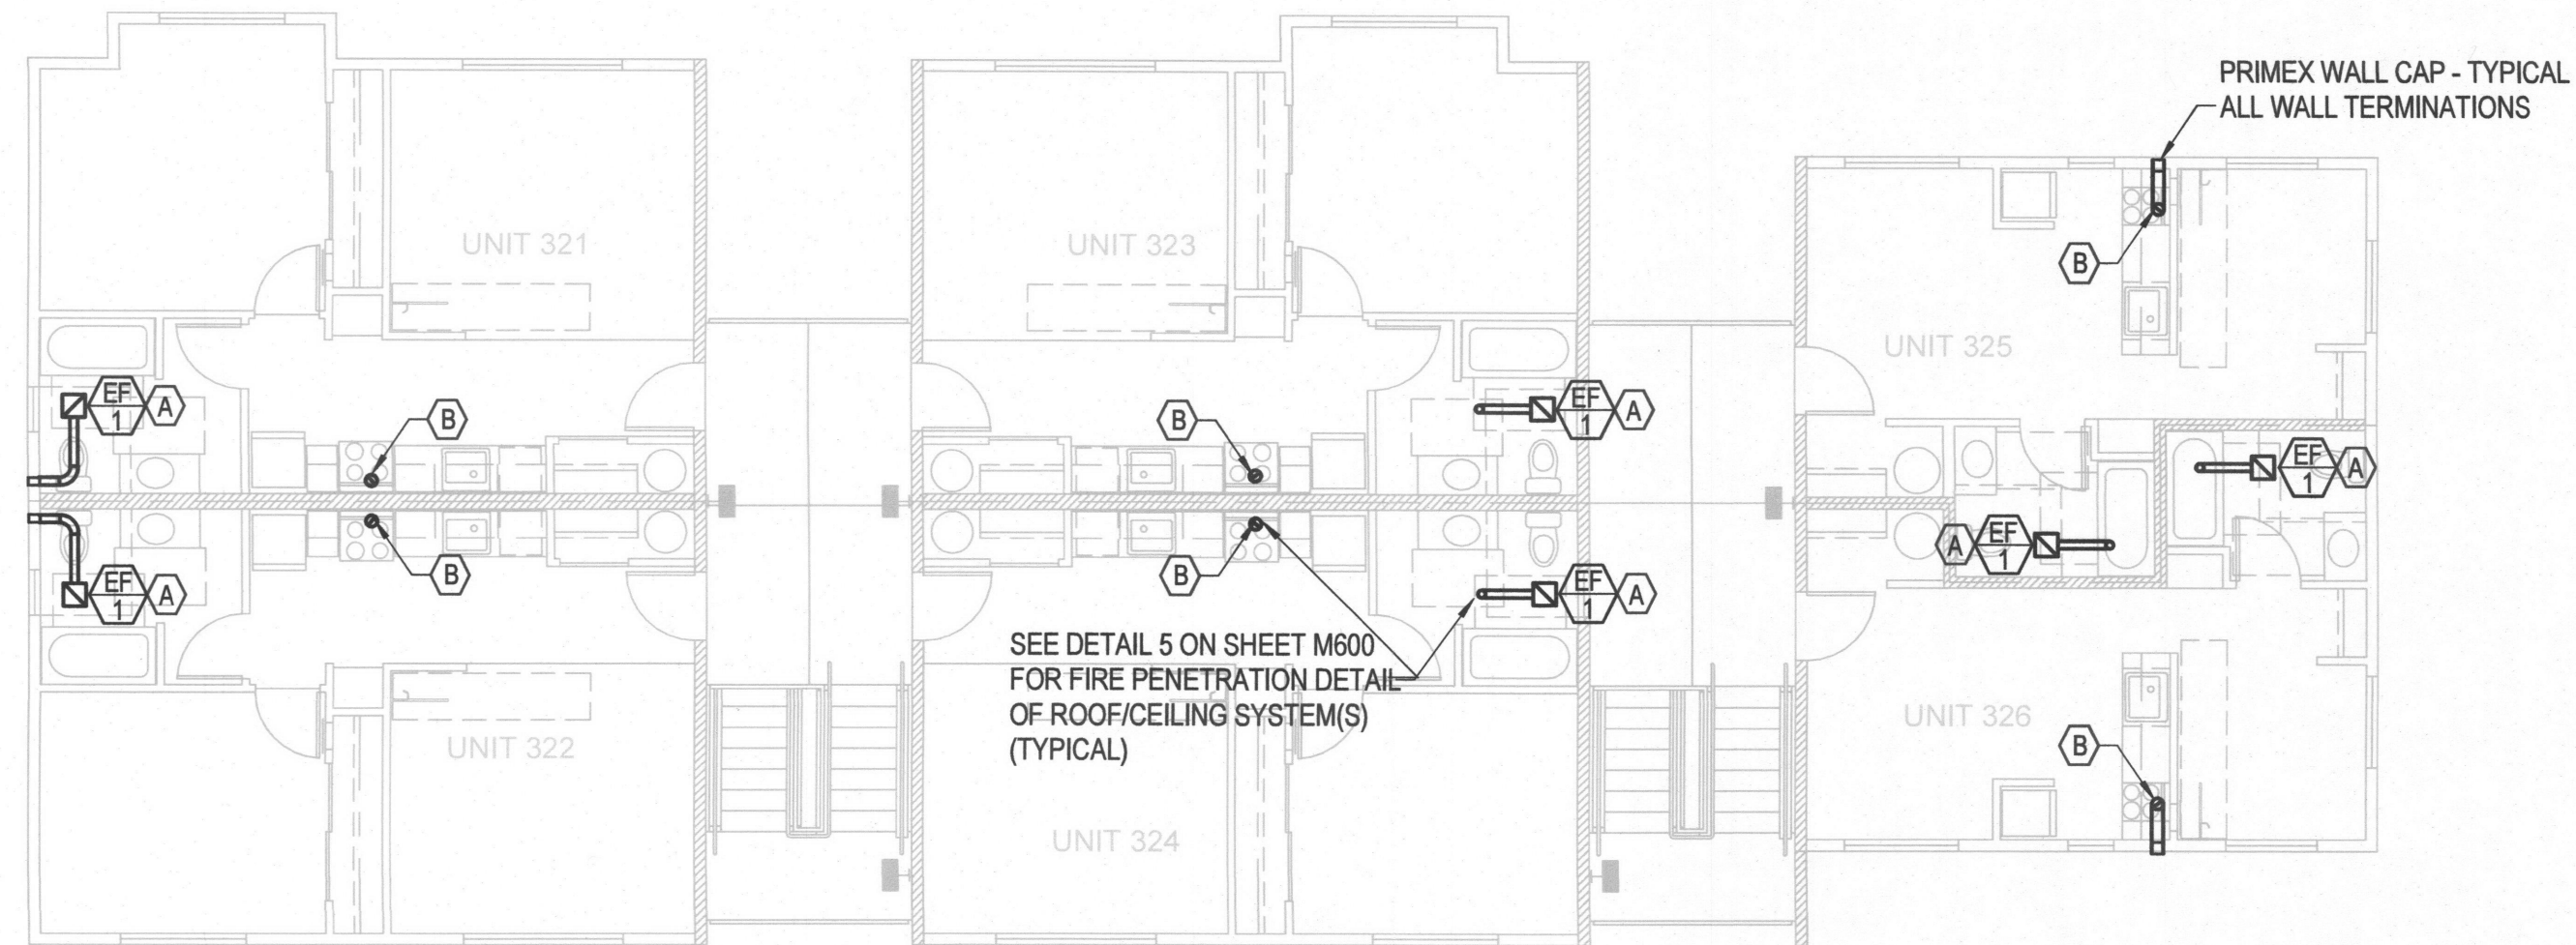 PRIMEX WALL CAP - TYPICAL
ALL WALL TERMINATIONS
UNIT 321
UNIT 323
B
UNIT 325
EF
1
A
B
B
EF
1
A
EF
1
A
A
EF
1
EF
1
A
B
B
EF
1
A
SEE DETAIL 5 ON SHEET M600
FOR FIRE PENETRATION DETAIL
OF ROOF/CEILING SYSTEM(S)
(TYPICAL)
UNIT 322
UNIT 324
UNIT 326
B